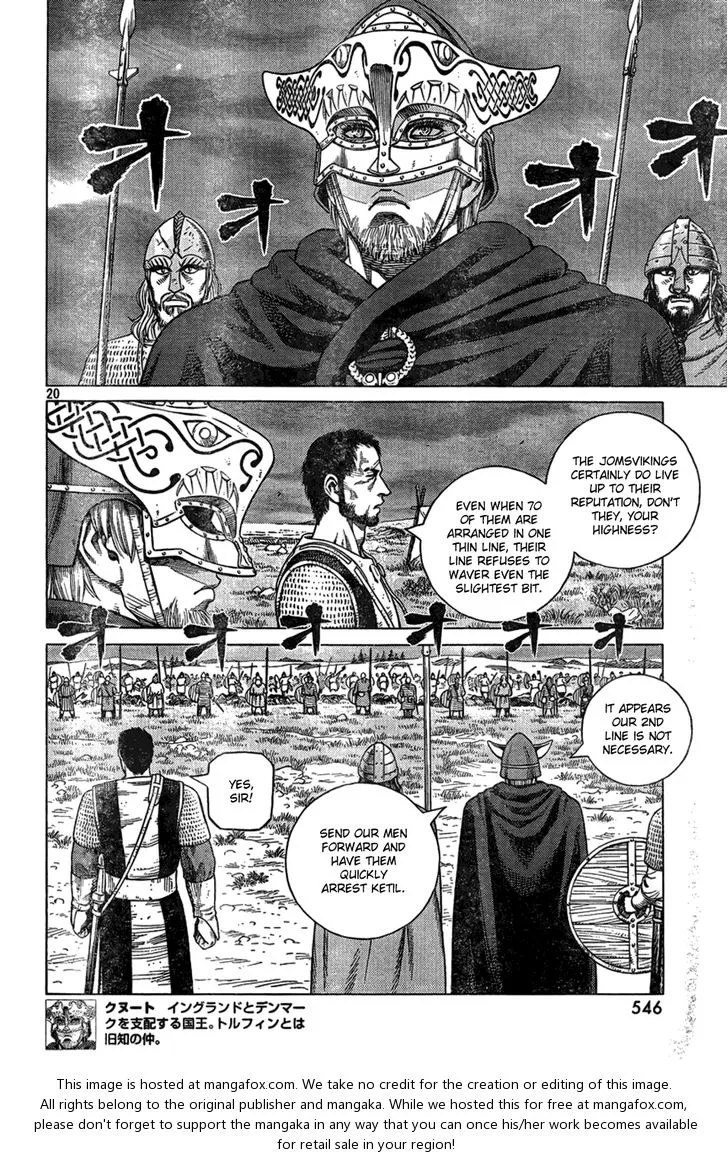 オ
オ
オ
オ
20
THE JOMSVIKINGS
CERTAINLY DO LIVE
UP TO THEIR
REPUTATION, DON'T
THEY, YOUR
HIGHNESS?
EVEN WHEN 70
OF THEM ARE
ARRANGED IN ONE
THIN LINE, THEIR
LINE REFUSES TO
WAVER EVEN THE
SLIGHTEST BIT.
オ オ オ オ オ オ
IT APPEARS
OUR 2ND
LINE IS NOT
NECESSARY.
SEND OUR MEN
FORWARD AND
HAVE THEM
QUICKLY
ARREST KETIL.
YES,
SIR!
クヌート イングランドとデンマー
クを支配する国王。トルフィンとは
旧知の仲。
546
This image is hosted at mangafox.com. We take no credit for the creation or editing of this image.
All rights belong to the original publisher and mangaka. While we hosted this for free at mangafox.com,
please don't forget to support the mangaka in any way that you can once his/her work becomes available
for retail sale in your region!